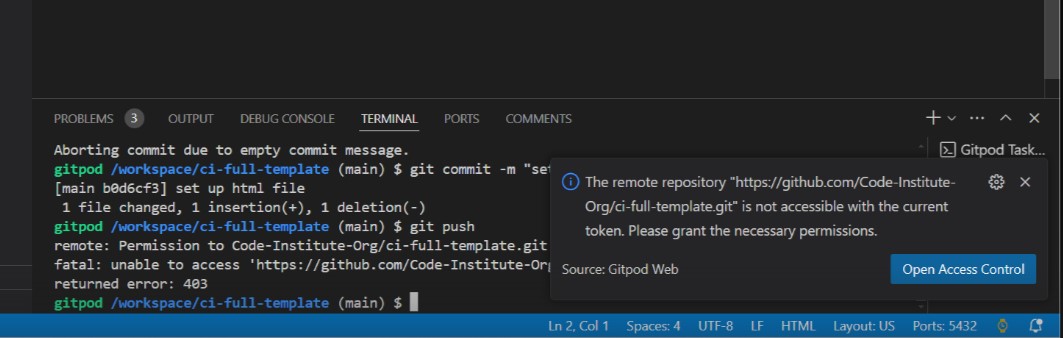 PROBLEMS 3 OUTPUT DEBUG CONSOLE TERMINAL PORTS COMMENTS
Aborting commit due to empty commit message.
gitpod /workspace/ci-full-template (main) $ git commit -m "set
[main b0d6cf3] set up html file
1 file changed, 1 insertion(+), 1 deletion(-)
gitpod /workspace/ci-full-template (main) $ git push
remote: Permission to Code-Institute-Org/ci-full-template.git
fatal: unable to access 'https://github.com/Code-Institute-Org
returned error: 403
gitpod /workspace/ci-full-template (main) $
Gitpod Task...
The remote repository "https://github.com/Code-Institute-
Org/ci-full-template.git" is not accessible with the current
token. Please grant the necessary permissions.
Source: Gitpod Web
Open Access Control
Ln 2, Col 1 Spaces: 4 UTF-8 LF HTML Layout: US Ports: 5432